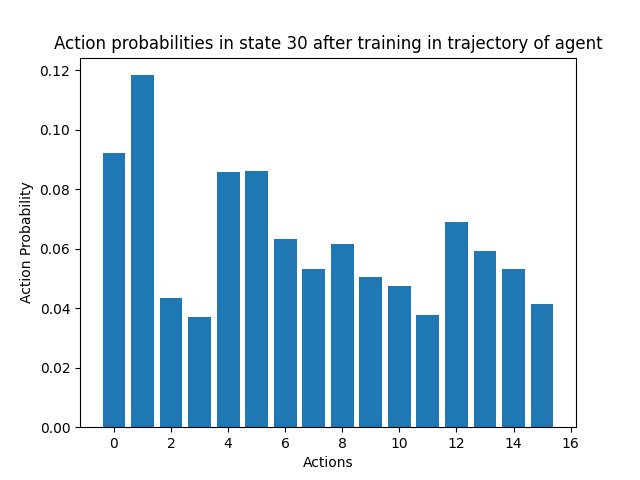 Action probabilities in state 30 after training in trajectory of agent
0.12
0.10
0.08
0.06
0.04
0.02
0.00
Action Probability
0 2 4 6 8 10 12 14 16
Actions